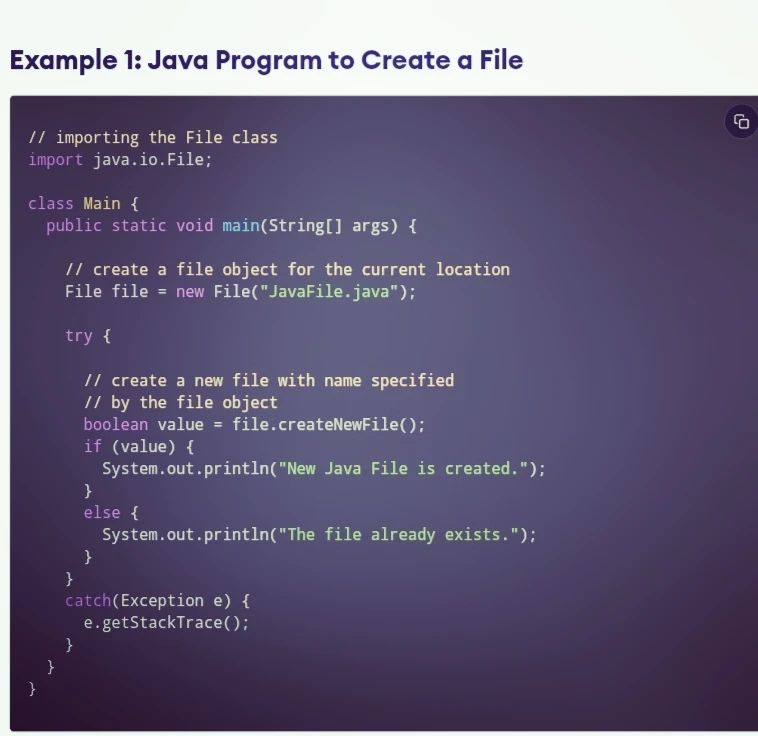 Example 1: Java Program to Create a File
// importing the File class
import java.io.File;
class Main {
public static void main(String[] args) {
// create a file object for the current location
File file = new File("JavaFile.java");
try {
// create a new file with name specified
// by the file object
boolean value = file.createNewFile();
if (value) {
System.out.println("New Java File is created.");
}
else {
System.out.println("The file already exists.");
}
}
catch(Exception e) {
e.getStackTrace();
}
}
}